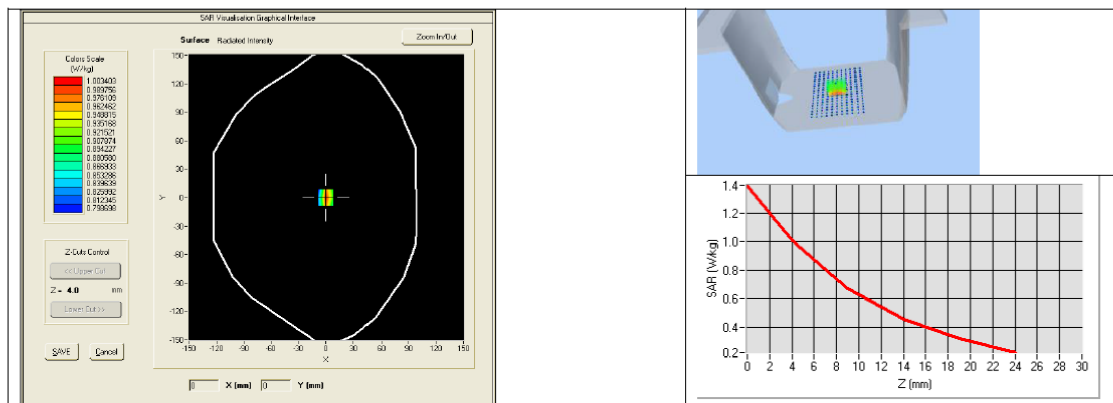 SAR Visualisation Graphical Interface
Surface Radiated Intensity
Zoom In/Out
Colors Scale
(W/kg)
1.003403
0.989756
0.976109
0.962462
0.948815
0.935168
0.921521
0.907874
0.894227
0.880580
0.866933
0.853286
0.839639
0.825992
0.812345
0.798698
150
120
90
60
30
0
-30
-60
-90
-120
-150
Y
-150 -120 -90 -60 -30 0 30 60 90 120 150
X
Z-Cuts Control
<< Upper Cut
Z = 4.0 mm
Lower Cut >>
SAVE Cancel
0 X (mm) 0 Y (mm)
1.4
1.2
1.0
0.8
0.6
0.4
0.2
SAR (W/kg)
0 2 4 6 8 10 12 14 16 18 20 22 24 26 28 30
Z (mm)